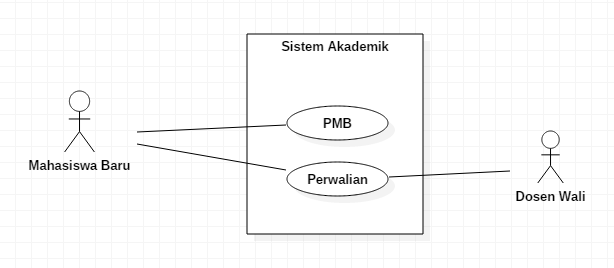 Sistem Akademik
PMB
Mahasiswa Baru
Perwalian
Dosen Wali